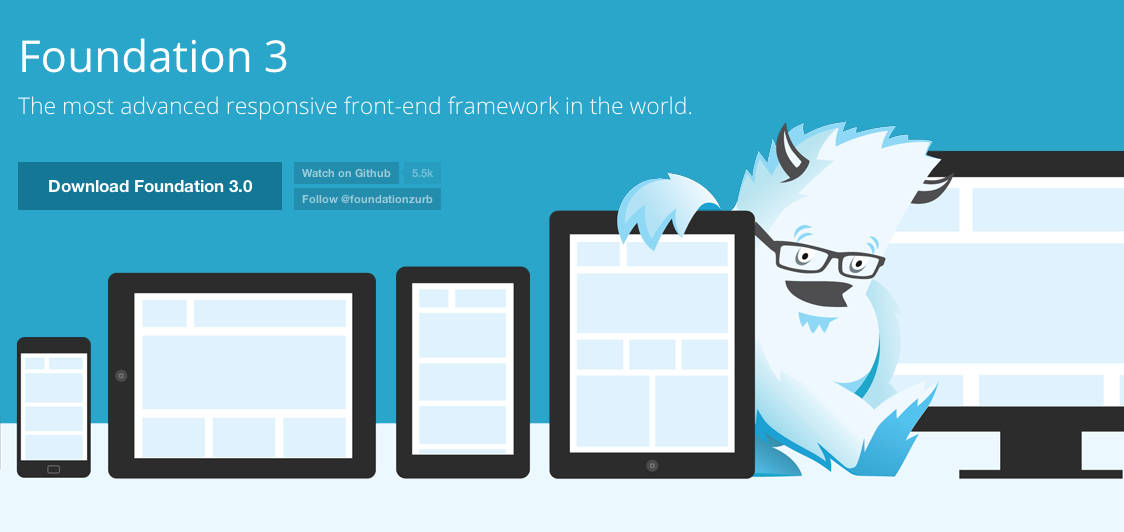 Foundation 3
The most advanced responsive front-end framework in the world.
Download Foundation 3.0
Watch on Github 5.5k
Follow @foundationzurb